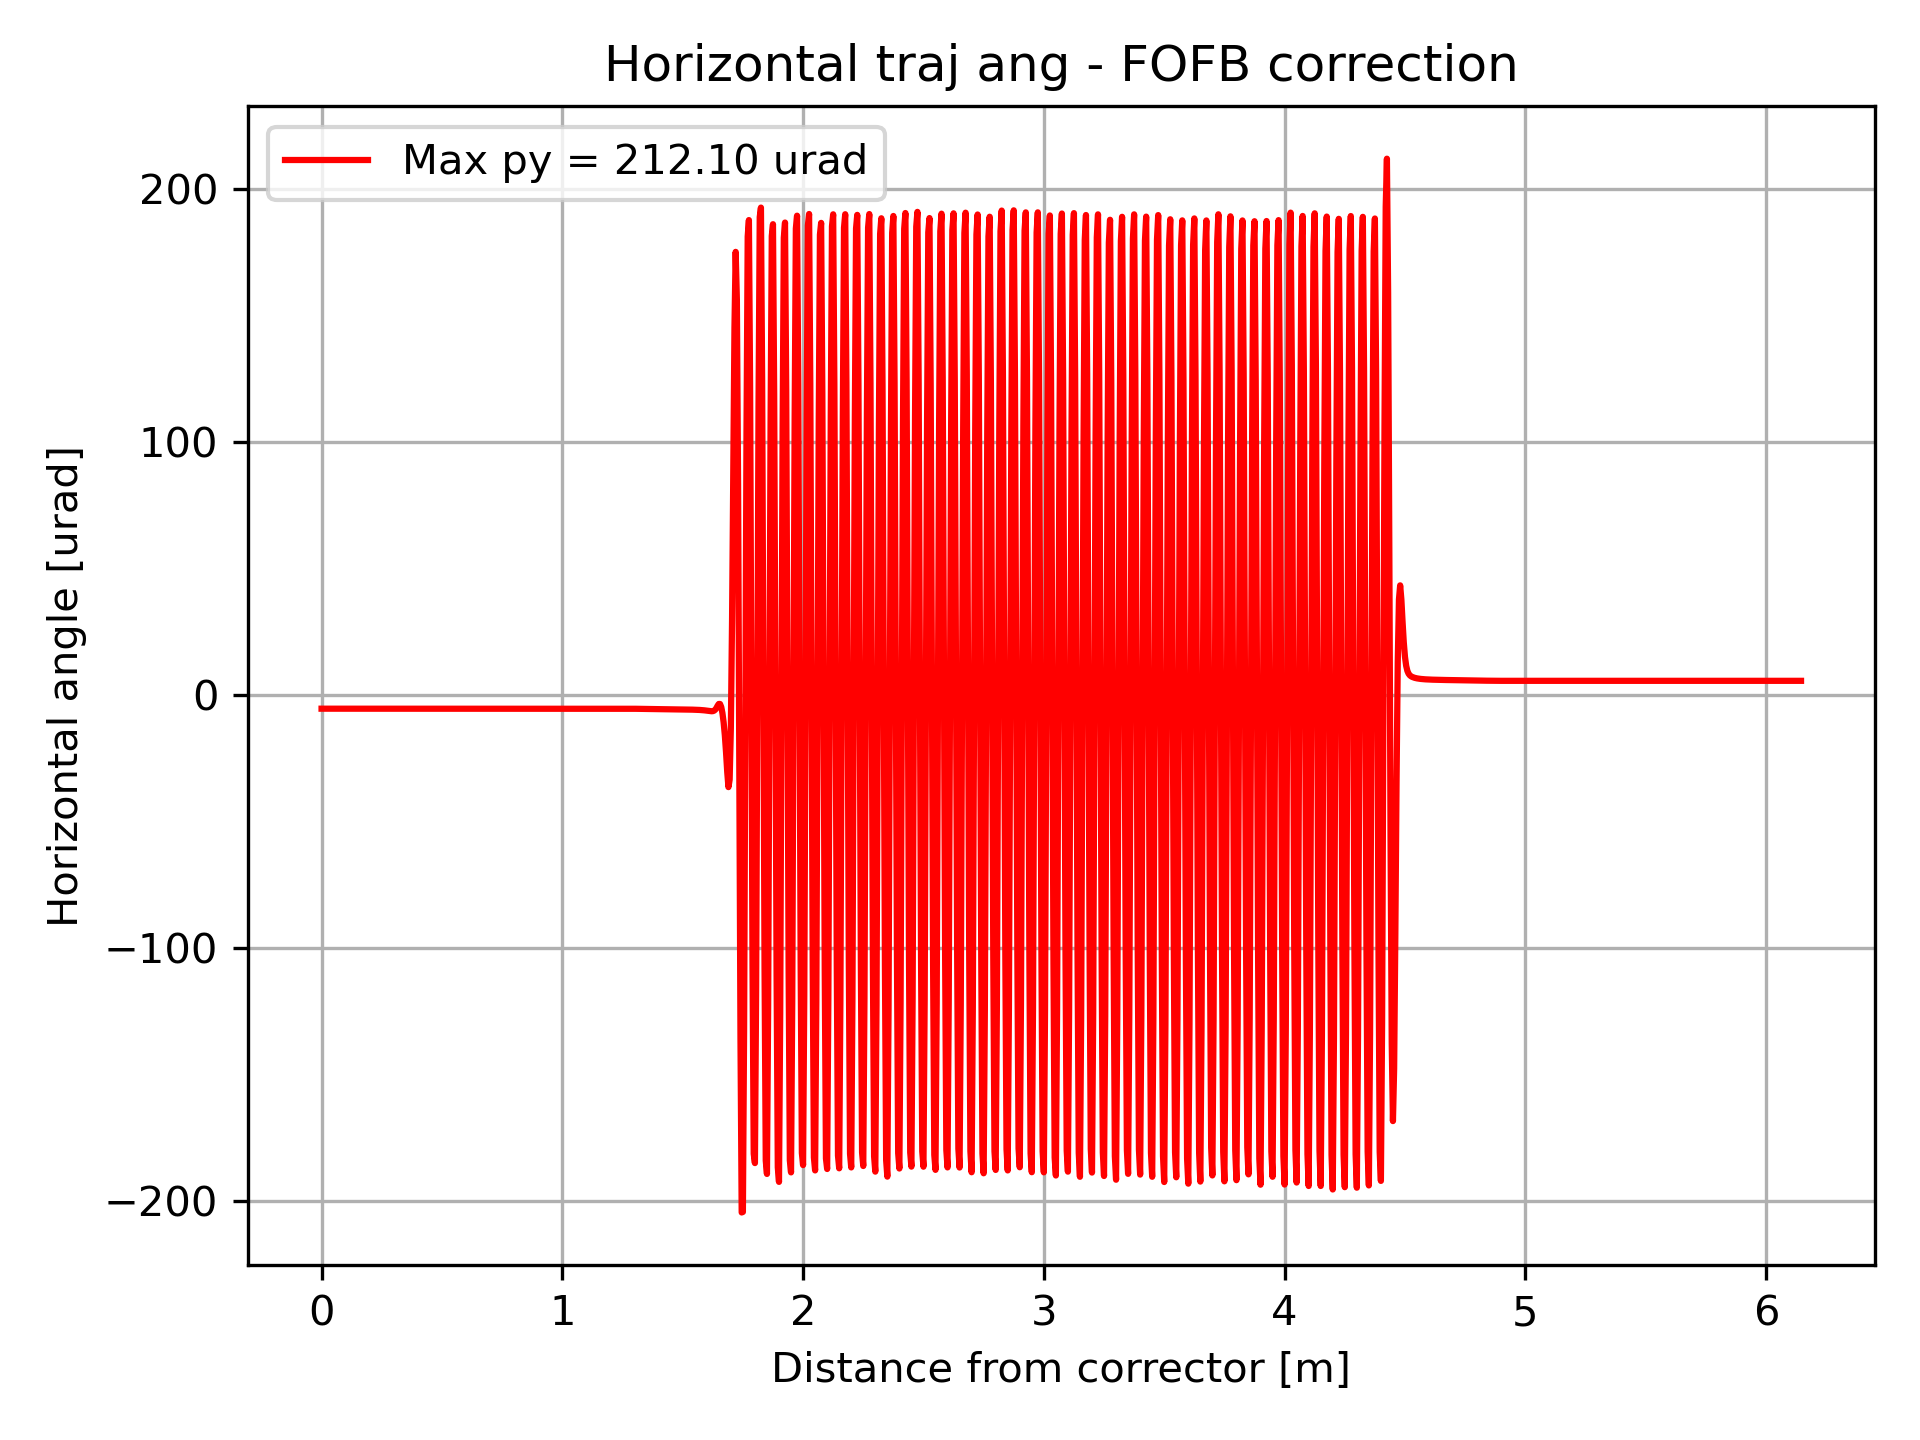 Horizontal traj ang - FOFB correction
Max py = 212.10 urad
Horizontal angle [urad]
200
100
0
−100
−200
0 1 2 3 4 5 6
Distance from corrector [m]